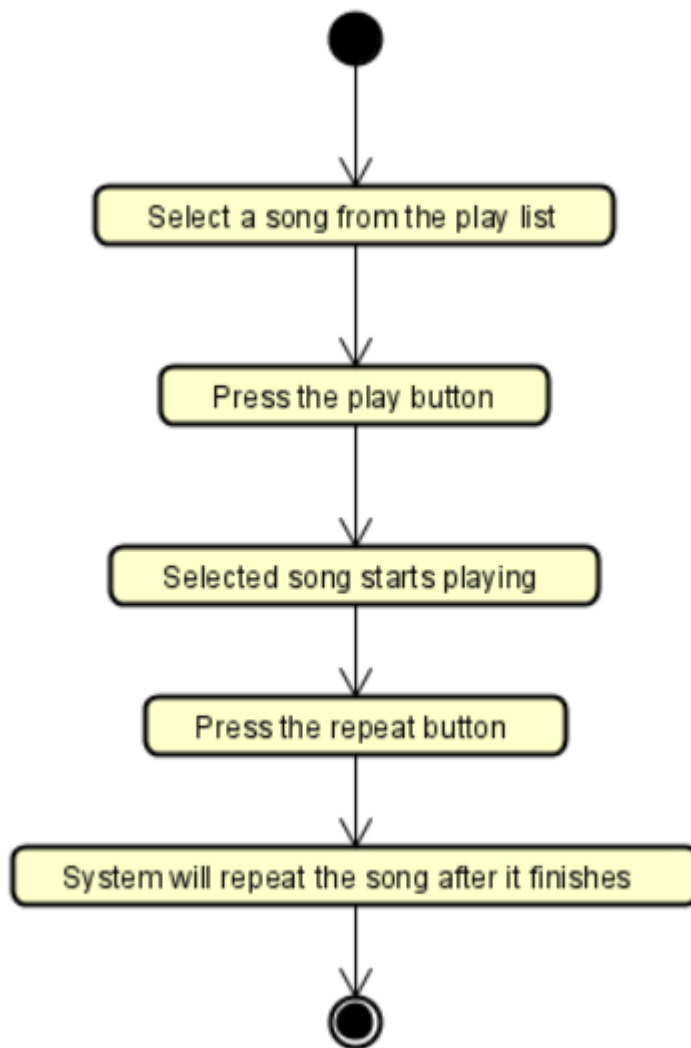 Select a song from the play list
Press the play button
Selected song starts playing
Press the repeat button
System will repeat the song after it finishes